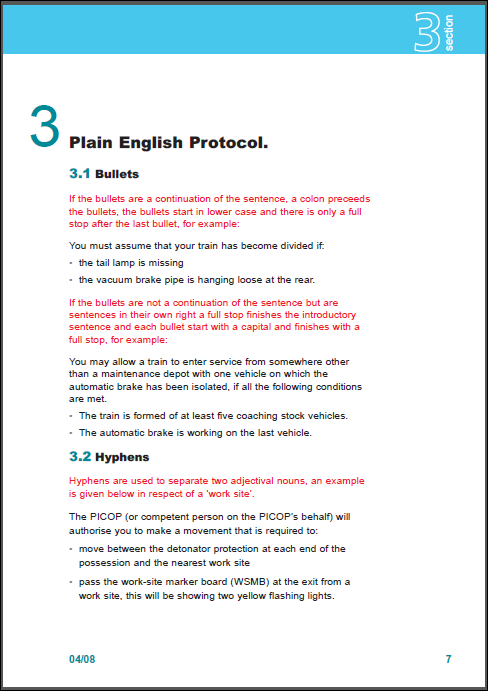 3
section
3 Plain English Protocol.
3.1 Bullets
If the bullets are a continuation of the sentence, a colon preceeds
the bullets, the bullets start in lower case and there is only a full
stop after the last bullet, for example:
You must assume that your train has become divided if:
- the tail lamp is missing
- the vacuum brake pipe is hanging loose at the rear.
If the bullets are not a continuation of the sentence but are
sentences in their own right a full stop finishes the introductory
sentence and each bullet start with a capital and finishes with a
full stop, for example:
You may allow a train to enter service from somewhere other
than a maintenance depot with one vehicle on which the
automatic brake has been isolated, if all the following conditions
are met.
- The train is formed of at least five coaching stock vehicles.
- The automatic brake is working on the last vehicle.
3.2 Hyphens
Hyphens are used to separate two adjectival nouns, an example
is given below in respect of a 'work site'.
The PICOP (or competent person on the PICOP's behalf) will
authorise you to make a movement that is required to:
- move between the detonator protection at each end of the
possession and the nearest work site
- pass the work-site marker board (WSMB) at the exit from a
work site, this will be showing two yellow flashing lights.
04/08 7